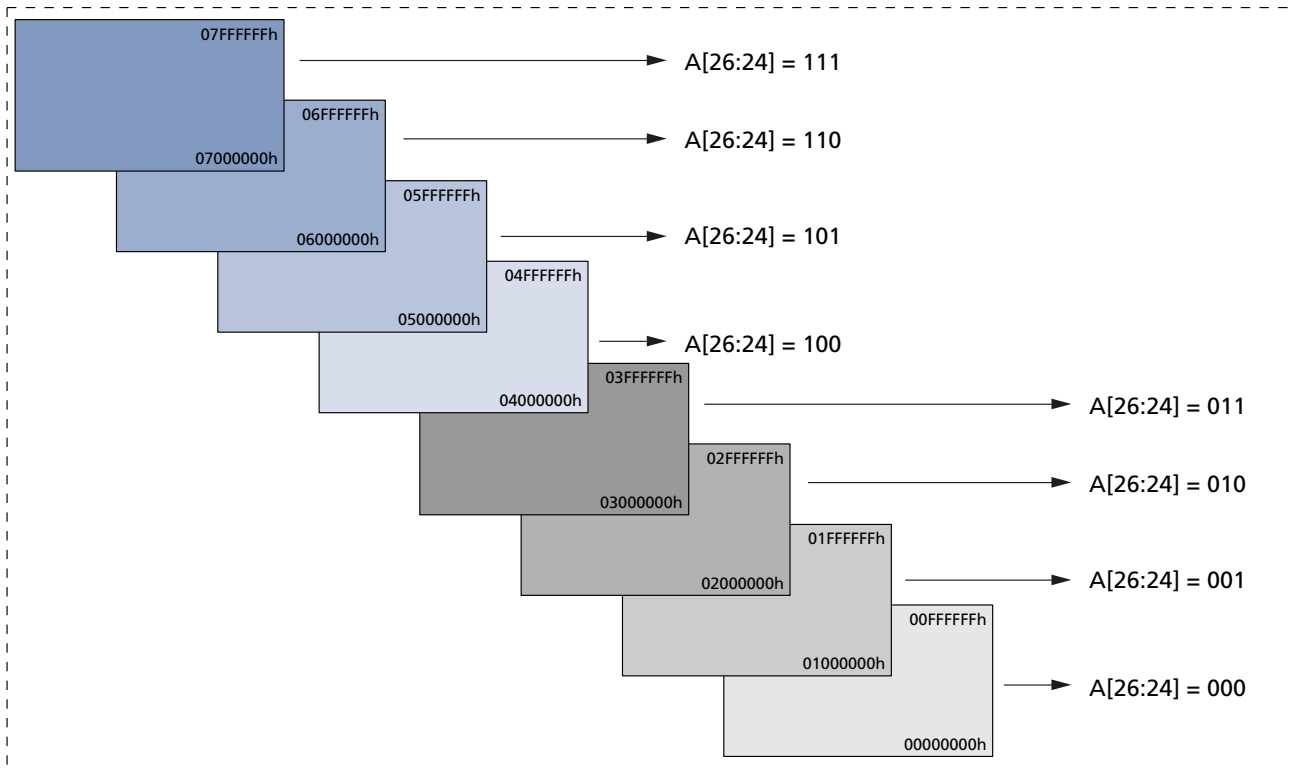 07FFFFFFh
A[26:24] = 111
06FFFFFFh
A[26:24] = 110
07000000h
05FFFFFFh
A[26:24] = 101
06000000h
04FFFFFFh
05000000h
A[26:24] = 100
03FFFFFFh
04000000h
A[26:24] = 011
02FFFFFFh
A[26:24] = 010
03000000h
01FFFFFFh
A[26:24] = 001
02000000h
00FFFFFFh
01000000h
A[26:24] = 000
00000000h